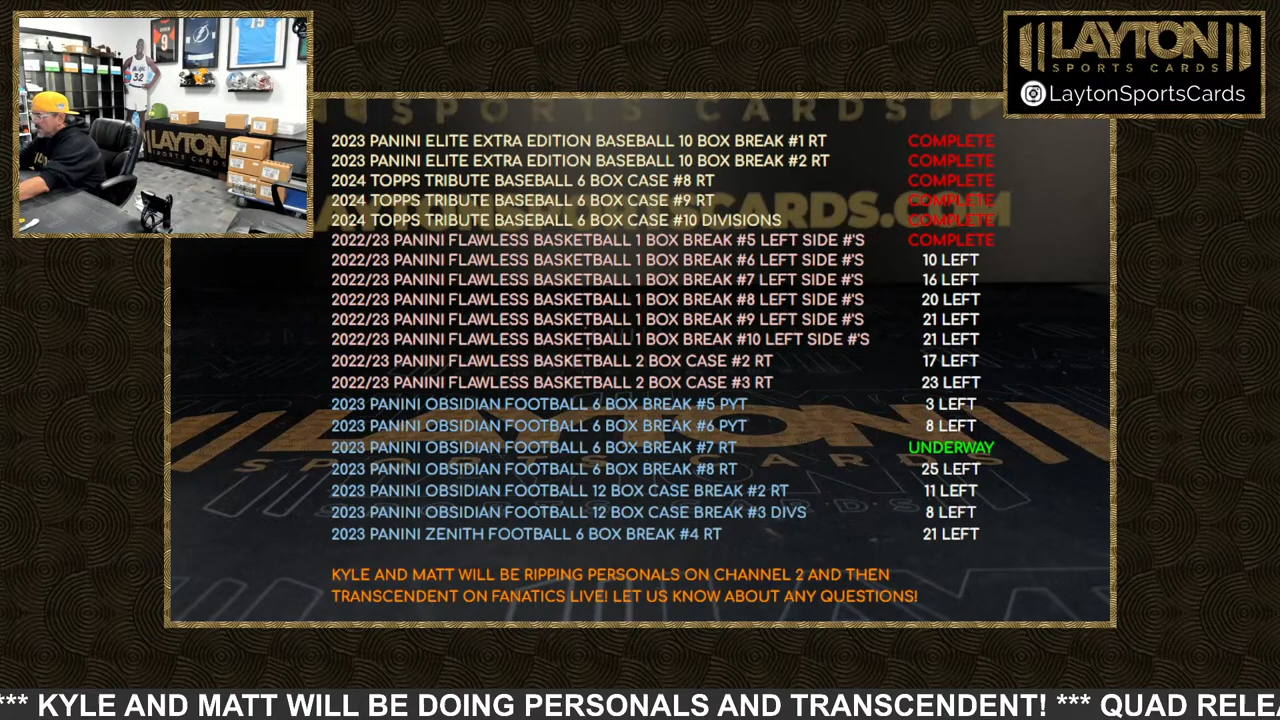 LAYTON
SPORTS CARDS
LaytonSportsCards
SPORTS CARDS
2023 PANINI ELITE EXTRA EDITION BASEBALL 10 BOX BREAK #1 RT COMPLETE
2023 PANINI ELITE EXTRA EDITION BASEBALL 10 BOX BREAK #2 RT COMPLETE
2024 TOPPS TRIBUTE BASEBALL 6 BOX CASE #8 RT COMPLETE
2024 TOPPS TRIBUTE BASEBALL 6 BOX CASE #9 RT COMPLETE
2024 TOPPS TRIBUTE BASEBALL 6 BOX CASE #10 DIVISIONS COMPLETE
2022/23 PANINI FLAWLESS BASKETBALL 1 BOX BREAK #5 LEFT SIDE #'S COMPLETE
2022/23 PANINI FLAWLESS BASKETBALL 1 BOX BREAK #6 LEFT SIDE #'S 10 LEFT
2022/23 PANINI FLAWLESS BASKETBALL 1 BOX BREAK #7 LEFT SIDE #'S 16 LEFT
2022/23 PANINI FLAWLESS BASKETBALL 1 BOX BREAK #8 LEFT SIDE #'S 20 LEFT
2022/23 PANINI FLAWLESS BASKETBALL 1 BOX BREAK #9 LEFT SIDE #'S 21 LEFT
2022/23 PANINI FLAWLESS BASKETBALL 1 BOX BREAK #10 LEFT SIDE #'S 21 LEFT
2022/23 PANINI FLAWLESS BASKETBALL 2 BOX CASE #2 RT 17 LEFT
2022/23 PANINI FLAWLESS BASKETBALL 2 BOX CASE #3 RT 23 LEFT
2023 PANINI OBSIDIAN FOOTBALL 6 BOX BREAK #5 PYT 3 LEFT
2023 PANINI OBSIDIAN FOOTBALL 6 BOX BREAK #6 PYT 8 LEFT
2023 PANINI OBSIDIAN FOOTBALL 6 BOX BREAK #7 RT UNDERWAY
2023 PANINI OBSIDIAN FOOTBALL 6 BOX BREAK #8 RT 25 LEFT
2023 PANINI OBSIDIAN FOOTBALL 12 BOX CASE BREAK #2 RT 11 LEFT
2023 PANINI OBSIDIAN FOOTBALL 12 BOX CASE BREAK #3 DIVS 8 LEFT
2023 PANINI ZENITH FOOTBALL 6 BOX BREAK #4 RT 21 LEFT
KYLE AND MATT WILL BE RIPPING PERSONALS ON CHANNEL 2 AND THEN
TRANSCENDENT ON FANATICS LIVE! LET US KNOW ABOUT ANY QUESTIONS!
*** KYLE AND MATT WILL BE DOING PERSONALS AND TRANSCENDENT! *** QUAD RELEA